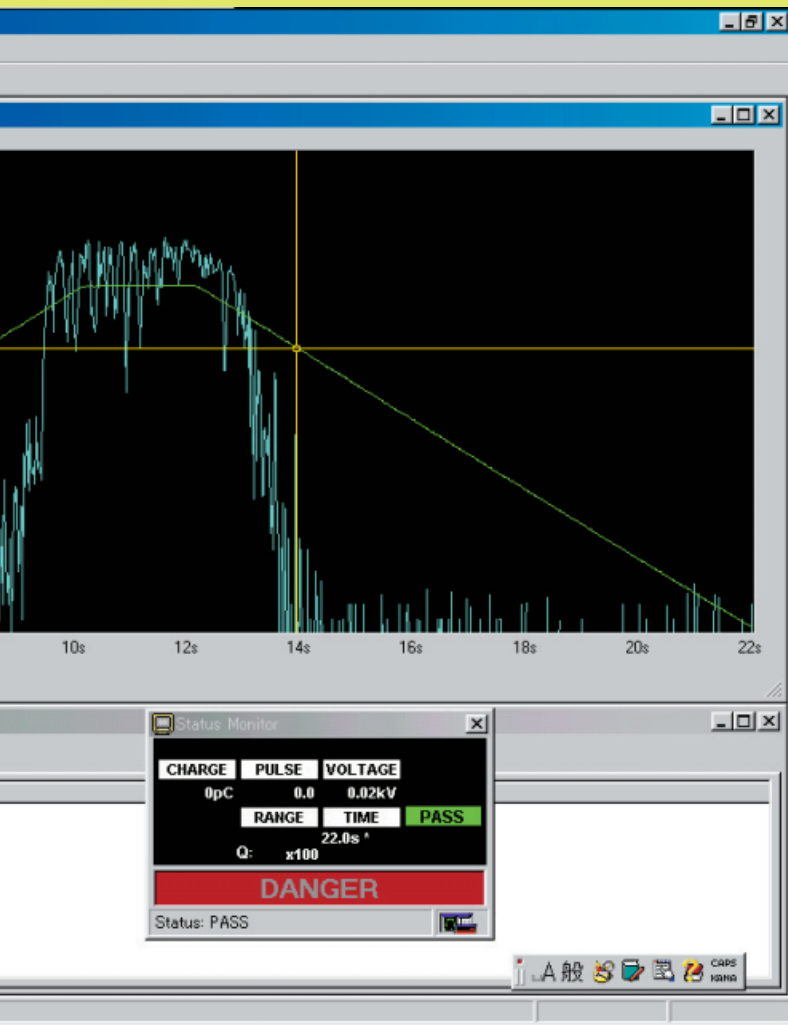 10s 12s 14s 16s 18s 20s 22s
Status Monitor
CHARGE PULSE VOLTAGE
0pC 0.0 0.02kV
RANGE TIME PASS
22.0s *
Q: x100
DANGER
Status: PASS
A 般 CAPS
KANA